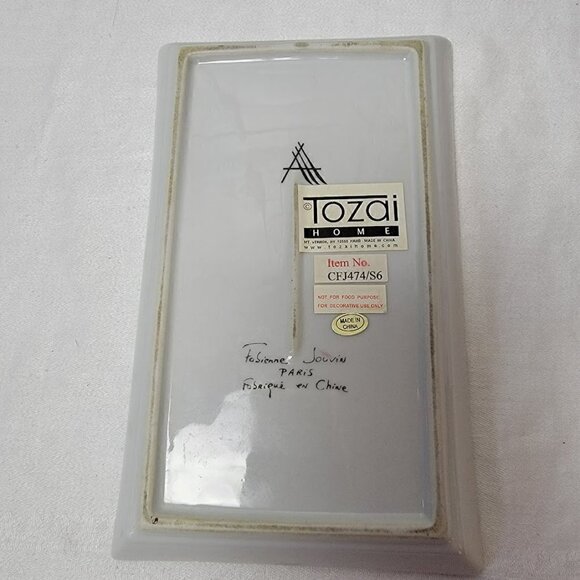 © Tozai
HOME
MT. VERNON, NY 10550 HAND-MADE IN CHINA
www.tozaihome.com
Item No.
CFJ474/S6
NOT FOR FOOD PURPOSE
FOR DECORATIVE USE ONLY
MADE IN
CHINA
Fabienne Jouvin
PARIS
Fabriqué en Chine